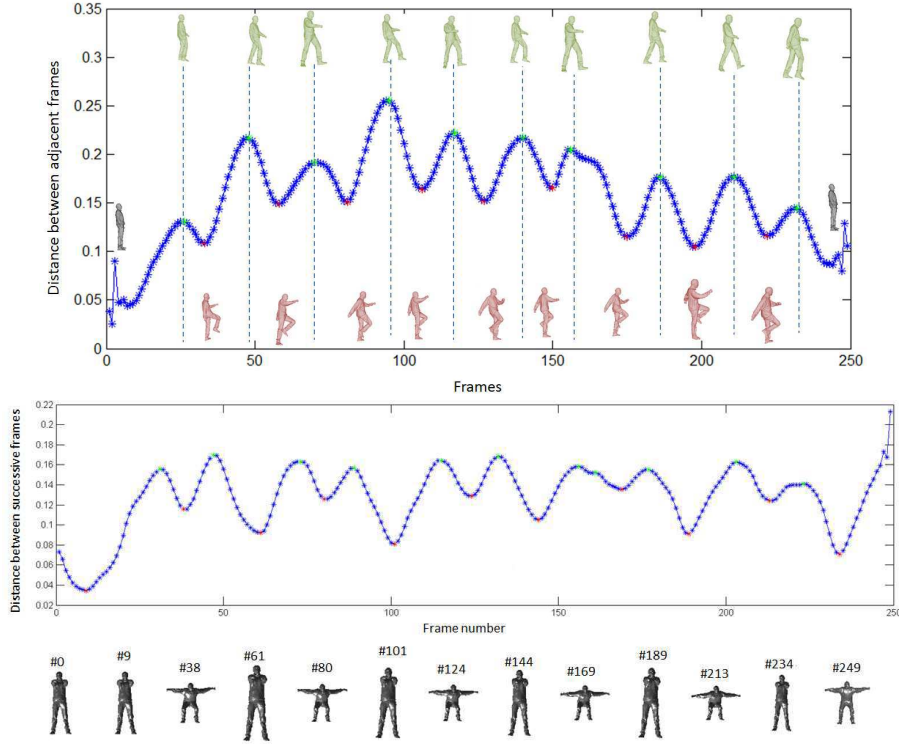 0.35
0.3
0.25
0.2
0.15
0.1
0.05
0
Distance between adjacent frames
0 50 100 150 200 250
Frames
0.22
0.2
0.18
0.16
0.14
0.12
0.1
0.08
0.06
0.04
0.02
Distance between successive frames
0 50 100 150 200 250
Frame number
#0 #9 #38 #61 #80 #101 #124 #144 #169 #189 #213 #234 #249